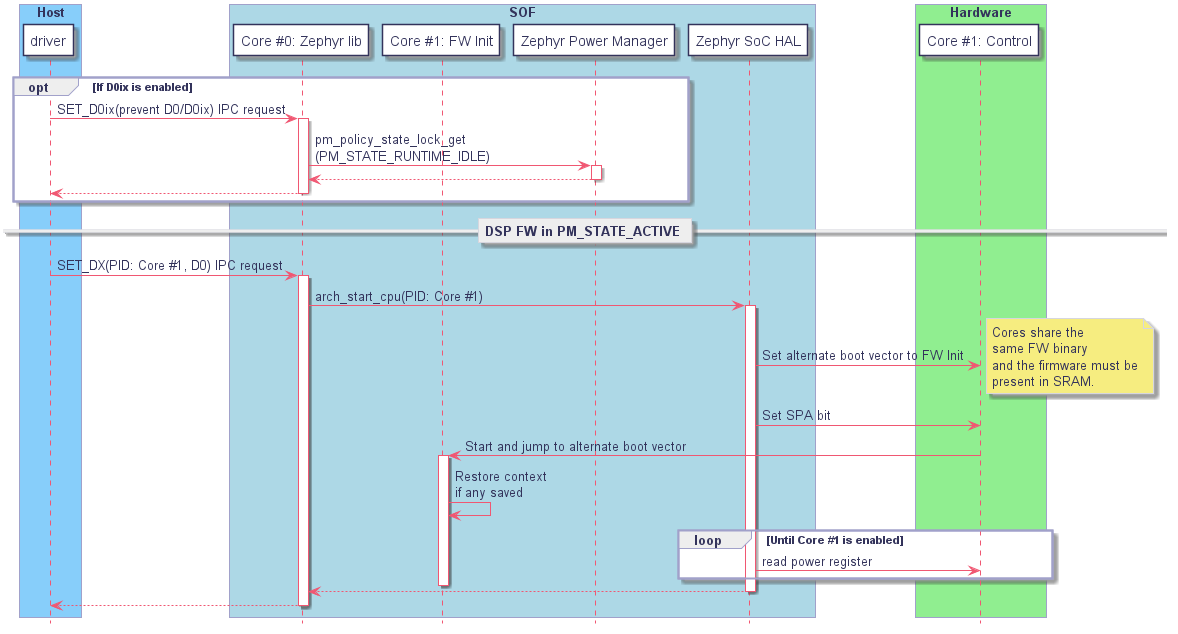 Host
SOF
Hardware
driver
Core #0: Zephyr lib
Core #1: FW Init
Zephyr Power Manager
Zephyr SoC HAL
Core #1: Control
opt
[If D0ix is enabled]
SET_D0ix(prevent D0/D0ix) IPC request
pm_policy_state_lock_get
(PM_STATE_RUNTIME_IDLE)
DSP FW in PM_STATE_ACTIVE
SET_DX(PID: Core #1, D0) IPC request
arch_start_cpu(PID: Core #1)
Cores share the
same FW binary
and the firmware must be
present in SRAM.
Set alternate boot vector to FW Init
Set SPA bit
Start and jump to alternate boot vector
Restore context
if any saved
loop
[Until Core #1 is enabled]
read power register